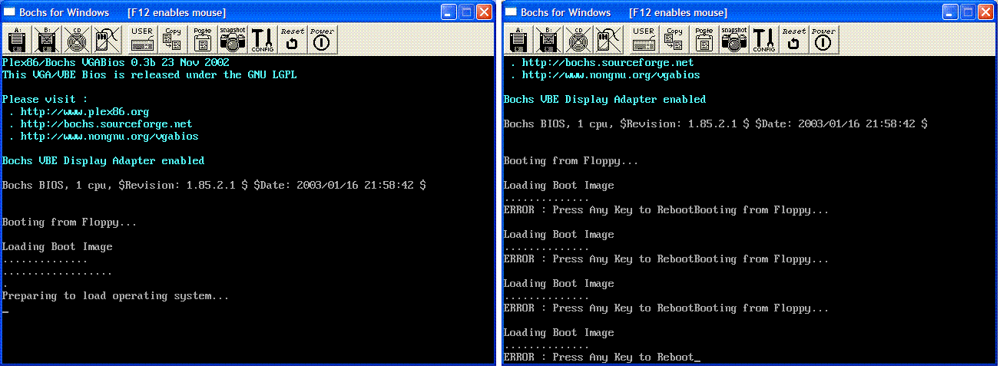 Bochs for Windows [F12 enables mouse]
A: B: CD USER Copy Paste Snapshot CONFIG Reset Power
Plex86/Bochs VGABios 0.3b 23 Nov 2002
This VGA/VBE Bios is released under the GNU LGPL
Please visit :
. http://www.plex86.org
. http://bochs.sourceforge.net
. http://www.nongnu.org/vgabios
Bochs VBE Display Adapter enabled
Bochs BIOS, 1 cpu, $Revision: 1.85.2.1 $ $Date: 2003/01/16 21:58:42 $
Booting from Floppy...
Loading Boot Image
..............
..................
.
Preparing to load operating system...
_
Bochs for Windows [F12 enables mouse]
A: B: CD USER Copy Paste Snapshot CONFIG Reset Power
. http://bochs.sourceforge.net
. http://www.nongnu.org/vgabios
Bochs VBE Display Adapter enabled
Bochs BIOS, 1 cpu, $Revision: 1.85.2.1 $ $Date: 2003/01/16 21:58:42 $
Booting from Floppy...
Loading Boot Image
..............
ERROR : Press Any Key to RebootBooting from Floppy...
Loading Boot Image
..............
ERROR : Press Any Key to RebootBooting from Floppy...
Loading Boot Image
..............
ERROR : Press Any Key to RebootBooting from Floppy...
Loading Boot Image
..............
ERROR : Press Any Key to Reboot_